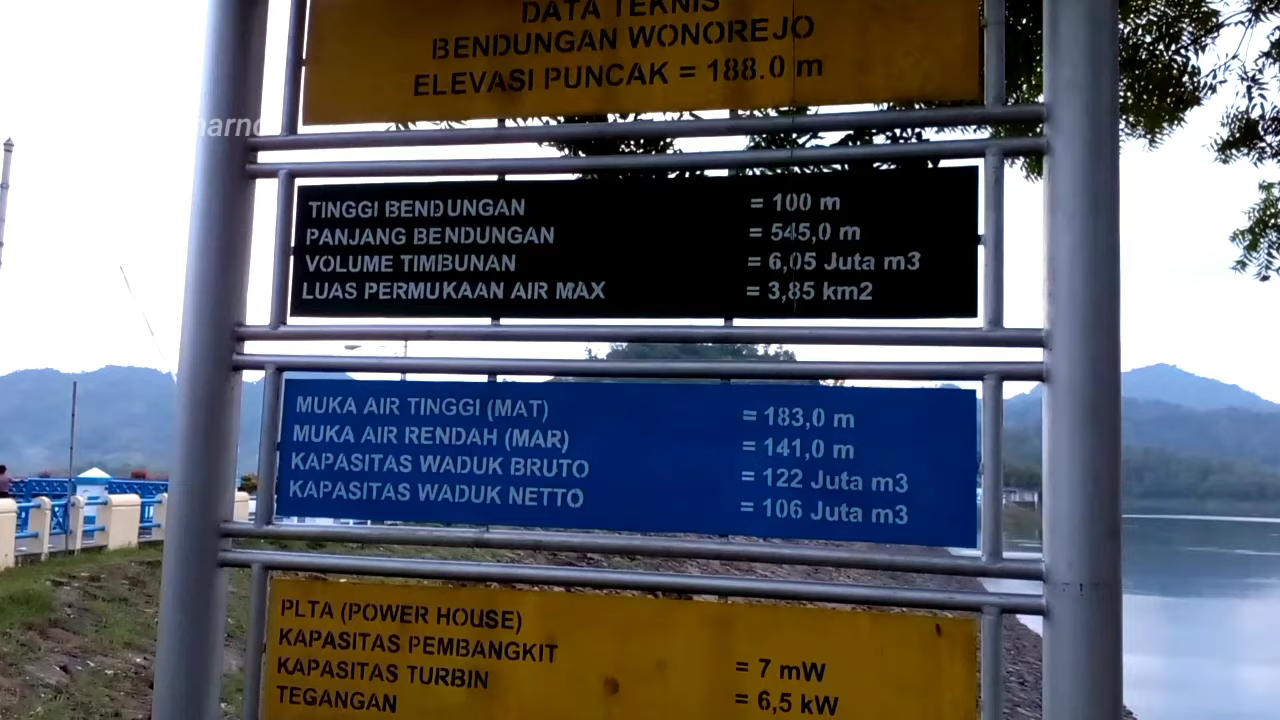 DATA TEKNIS
BENDUNGAN WONOREJO
ELEVASI PUNCAK = 188.0 m
TINGGI BENDUNGAN = 100 m
PANJANG BENDUNGAN = 545,0 m
VOLUME TIMBUNAN = 6,05 Juta m3
LUAS PERMUKAAN AIR MAX = 3,85 km2
MUKA AIR TINGGI (MAT) = 183,0 m
MUKA AIR RENDAH (MAR) = 141,0 m
KAPASITAS WADUK BRUTO = 122 Juta m3
KAPASITAS WADUK NETTO = 106 Juta m3
PLTA (POWER HOUSE)
KAPASITAS PEMBANGKIT = 7 mW
KAPASITAS TURBIN = 6,5 kW
TEGANGAN